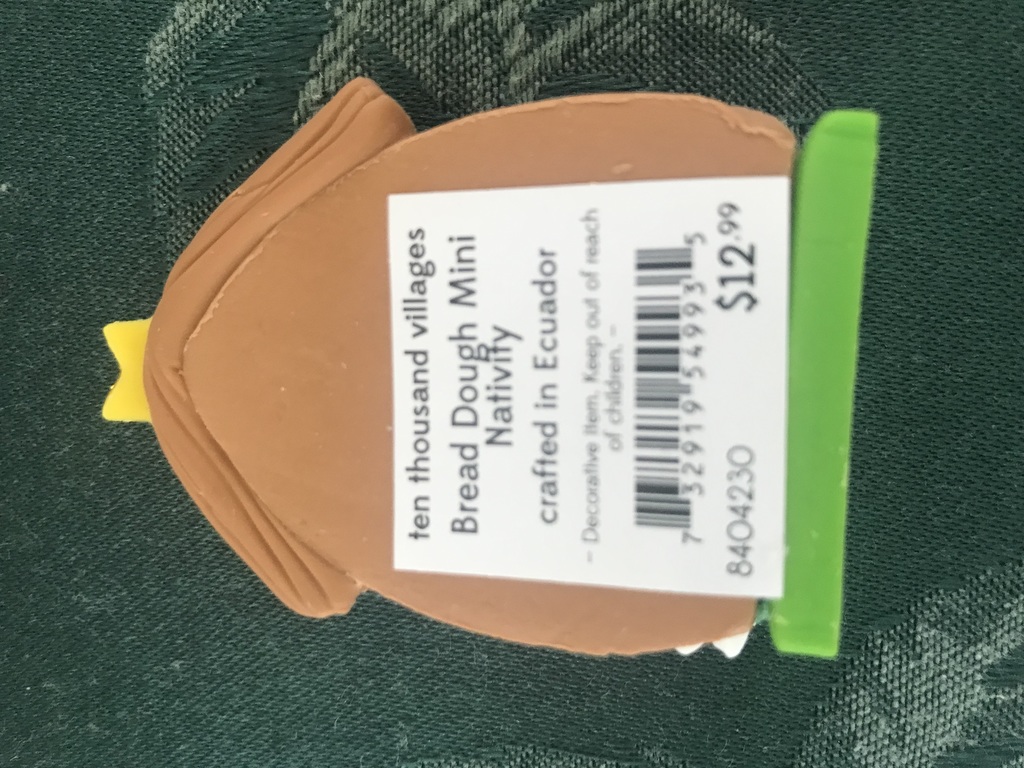 ten thousand villages
Bread Dough Mini
Nativity
crafted in Ecuador
- Decorative Item. Keep out of reach
of children. -
7 32919 54993 5
8404230 $12.99